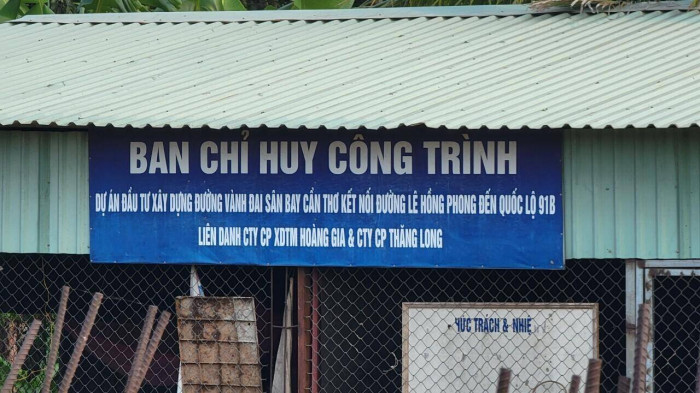 BAN CHỈ HUY CÔNG TRÌNH
DỰ ÁN ĐẦU TƯ XÂY DỰNG ĐƯỜNG VÀNH ĐAI SÂN BAY CẦN THƠ KẾT NỐI ĐƯỜNG LÊ HỒNG PHONG ĐẾN QUỐC LỘ 91B
LIÊN DANH CTY CP XDTM HOÀNG GIA & CTY CP THĂNG LONG
TRÁCH & NHIỆ